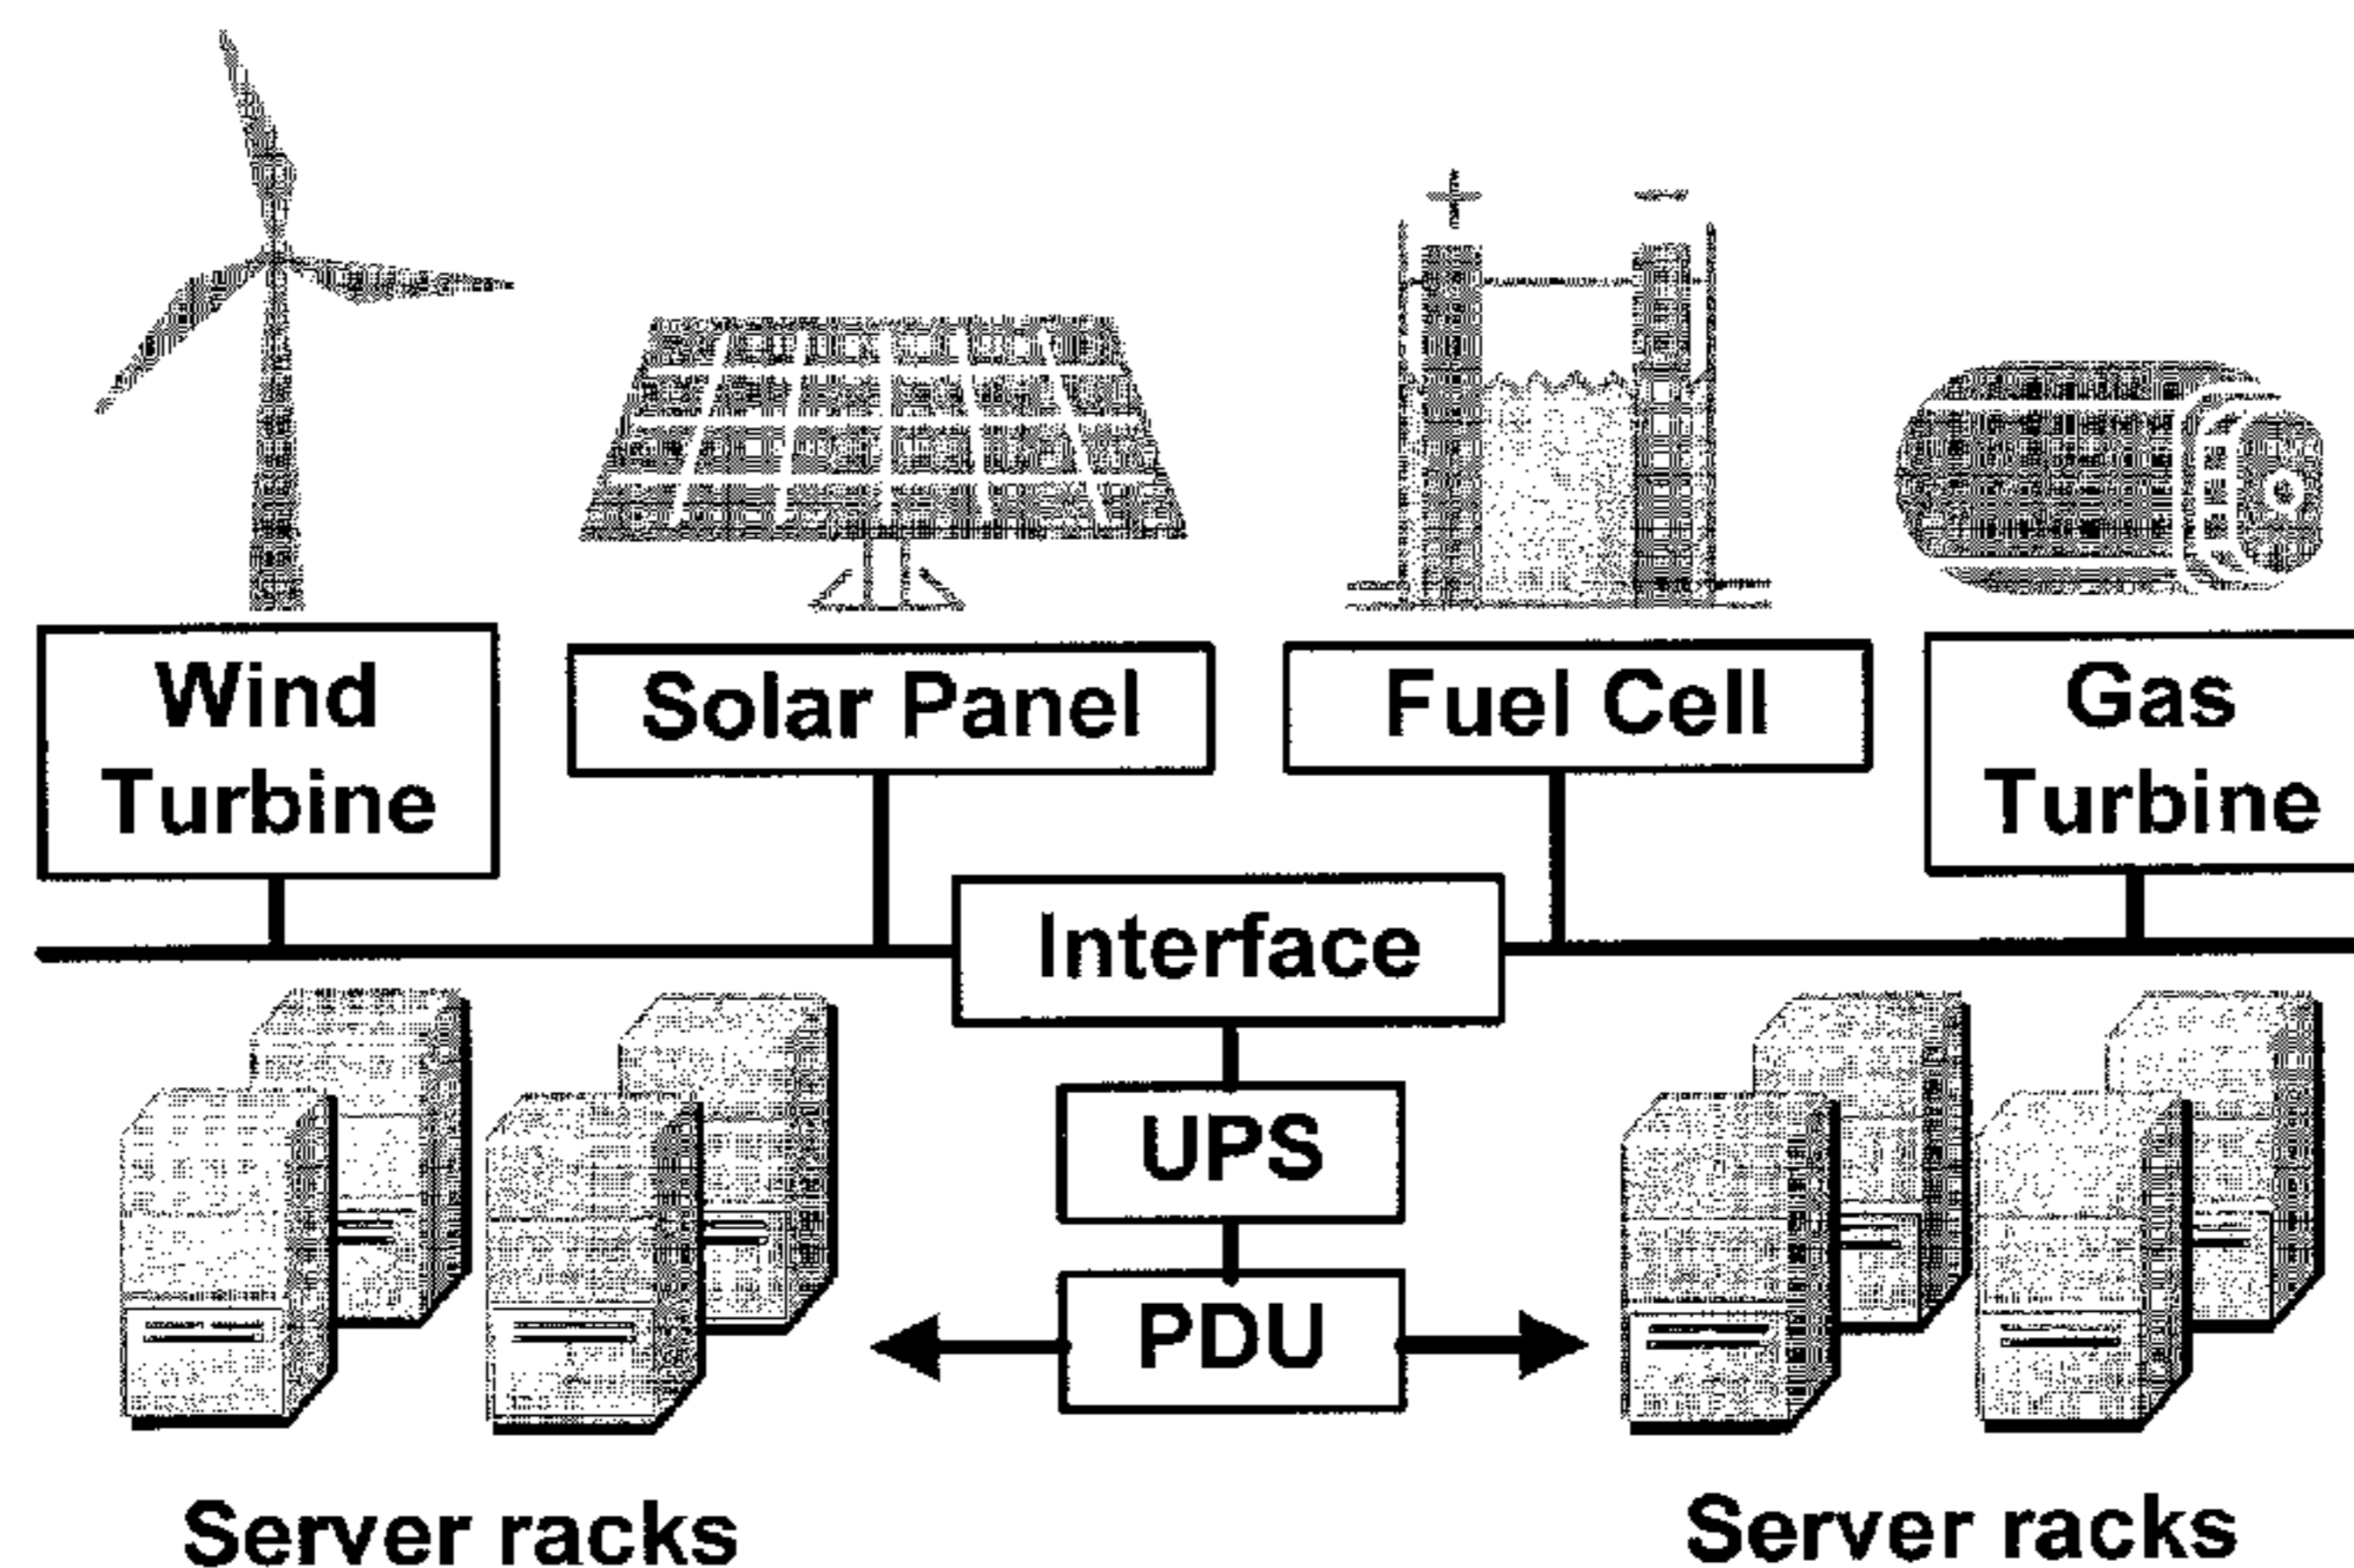 + −
Wind
Turbine
Solar Panel
Fuel Cell
Gas
Turbine
Interface
UPS
PDU
Server racks
Server racks